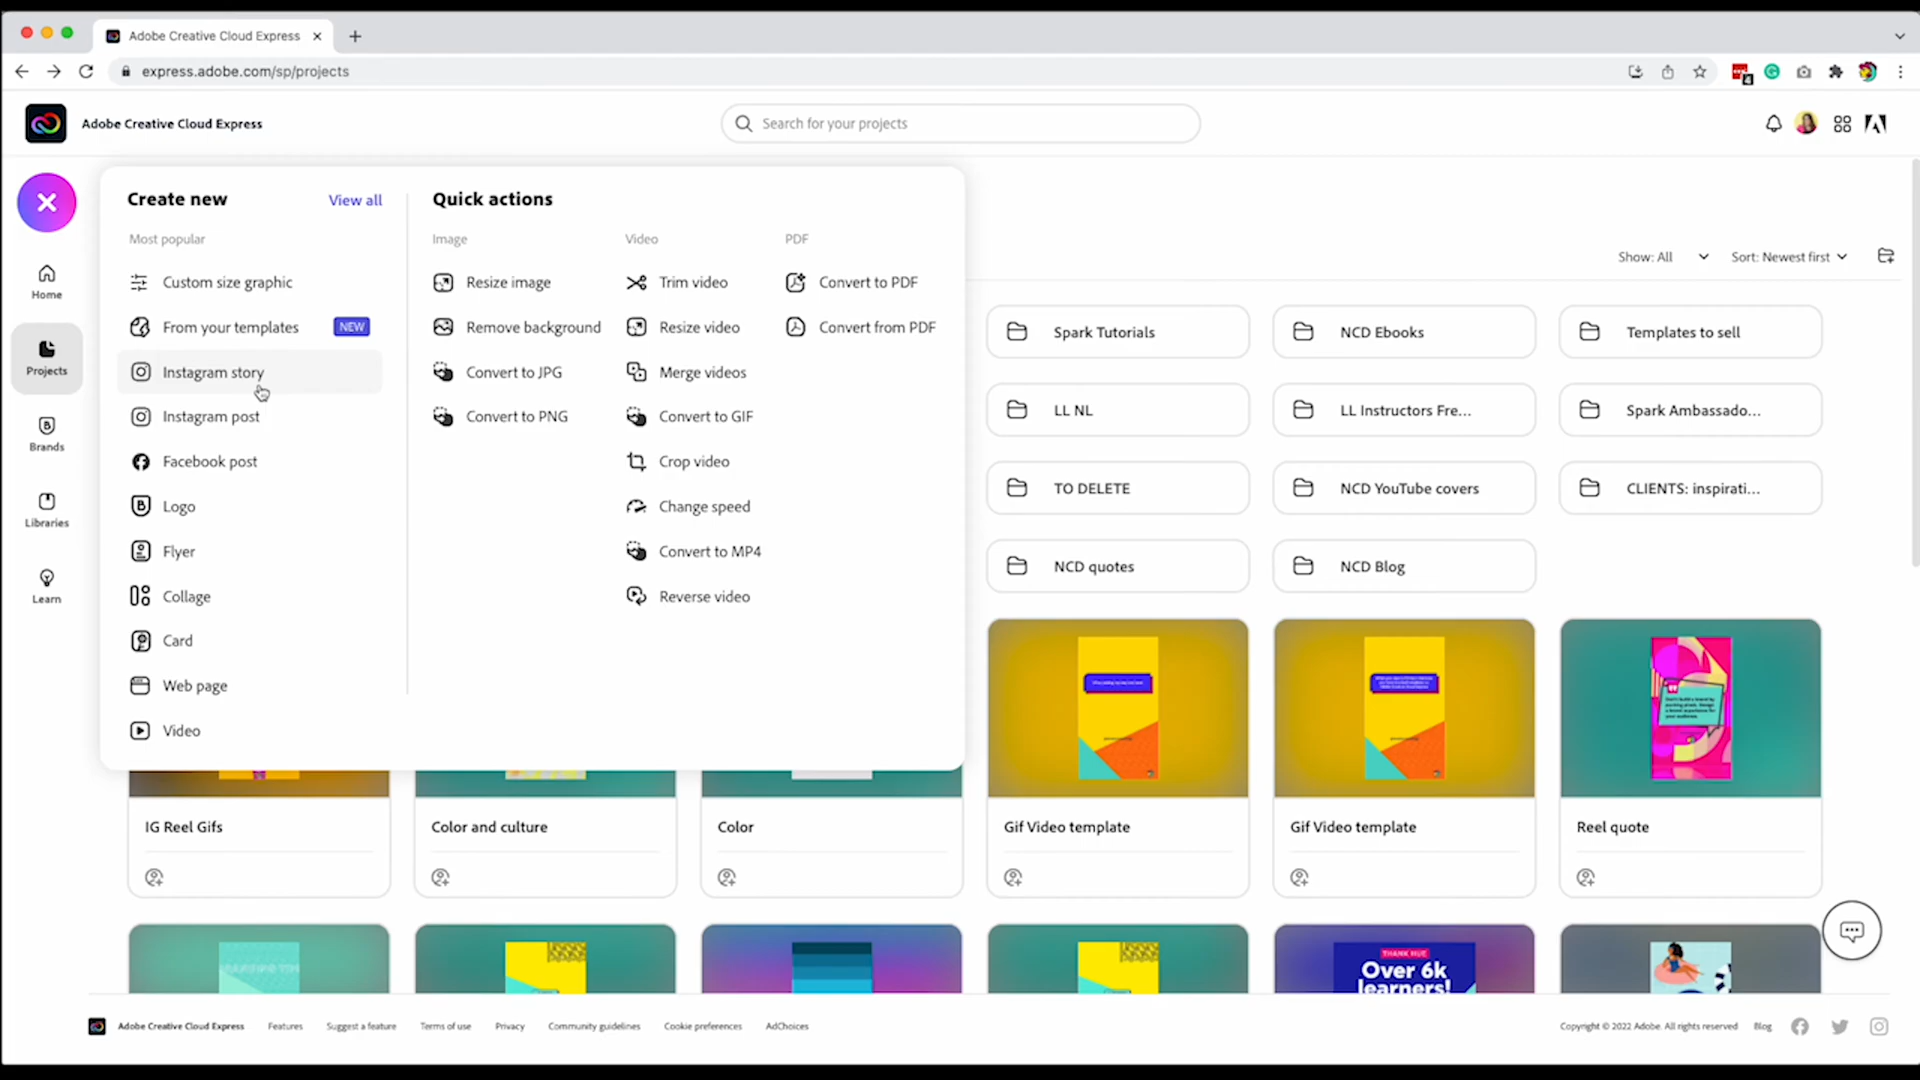 Adobe Creative Cloud Express
express.adobe.com/sp/projects
4
Adobe Creative Cloud Express
Search for your projects
Create new
View all
Most popular
Custom size graphic
From your templates
NEW
Instagram story
Instagram post
Facebook post
Logo
Flyer
Collage
Card
Web page
Video
Quick actions
Image
Resize image
Remove background
Convert to JPG
Convert to PNG
Video
Trim video
Resize video
Merge videos
Convert to GIF
Crop video
Change speed
Convert to MP4
Reverse video
PDF
Convert to PDF
Convert from PDF
Home
Projects
Brands
Libraries
Learn
Show: All
Sort: Newest first
Spark Tutorials
NCD Ebooks
Templates to sell
LL NL
LL Instructors Fre...
Spark Ambassado...
TO DELETE
NCD YouTube covers
CLIENTS: inspirati...
NCD quotes
NCD Blog
IG Reel Gifs
Color and culture
Color
Gif Video template
Gif Video template
Reel quote
THANK HUE
Over 6k
learners!
Adobe Creative Cloud Express
Features
Suggest a feature
Terms of use
Privacy
Community guidelines
Cookie preferences
AdChoices
Copyright © 2022 Adobe. All rights reserved
Blog